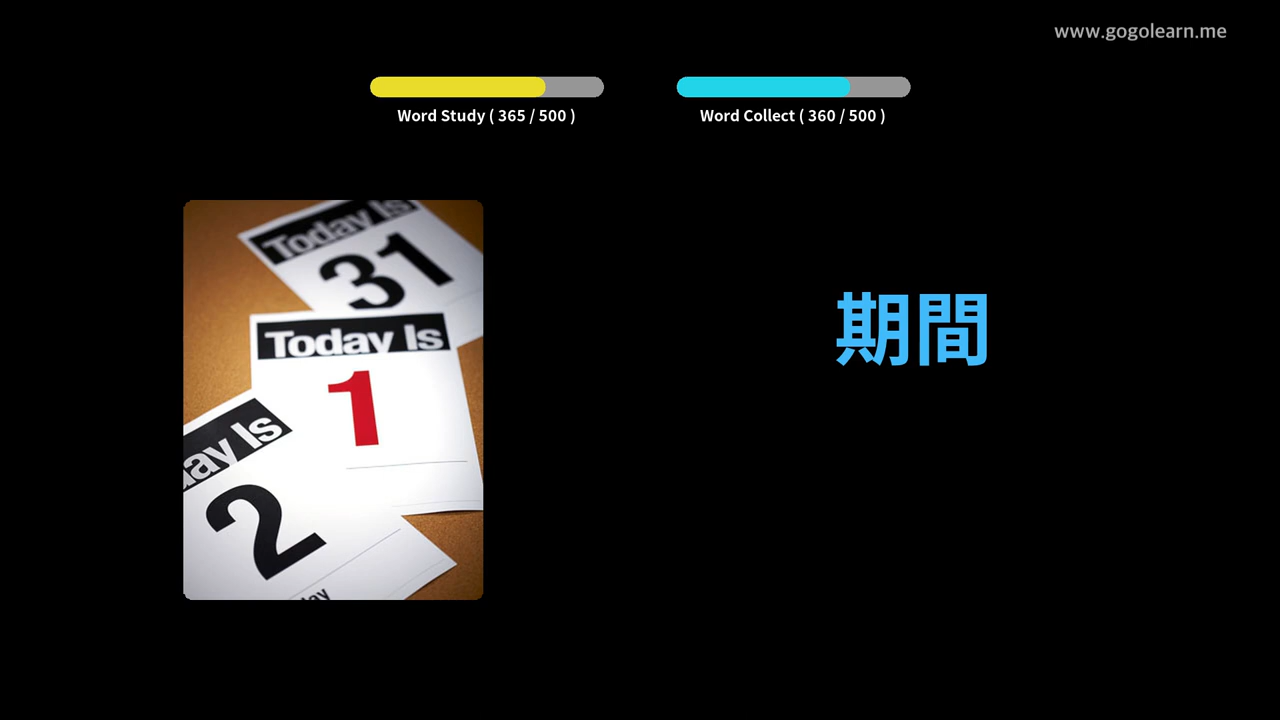 www.gogolearn.me
Word Study ( 365 / 500 )
Word Collect ( 360 / 500 )
Today Is
31
Today Is
1
ay Is
2
期間